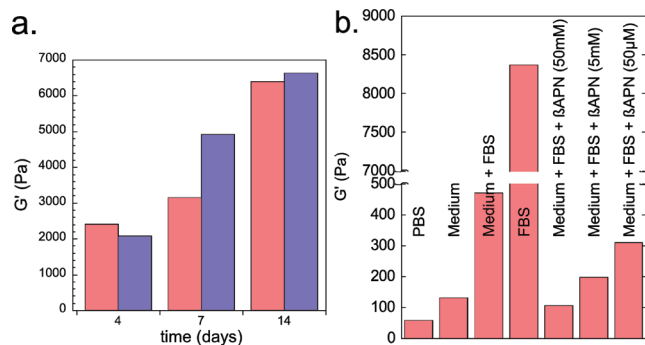 a.
7000
6000
5000
4000
3000
2000
1000
0
G' (Pa)
4
7
14
time (days)
b.
9000
8500
8000
7500
7000
500
400
300
200
100
0
G' (Pa)
PBS
Medium
Medium + FBS
FBS
Medium + FBS + ßAPN (50mM)
Medium + FBS + ßAPN (5mM)
Medium + FBS + ßAPN (50µM)